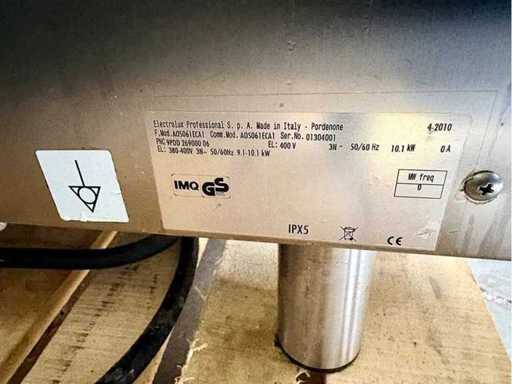 Electrolux Professional S. p. A. Made in Italy - Pordenone 4-2010
F.Mod. AOS061ECA1 Comm.Mod. AOS061ECA1 Ser.No. 01304001
PNC 9PDD 269000 06 EL: 400 V 3N~ 50/60 Hz 10.1 kW 0A
EL: 380-400V 3N~ 50/60Hz 9.1-10.1 kW
MW freq
0
IMQ GS
IPX5 CE